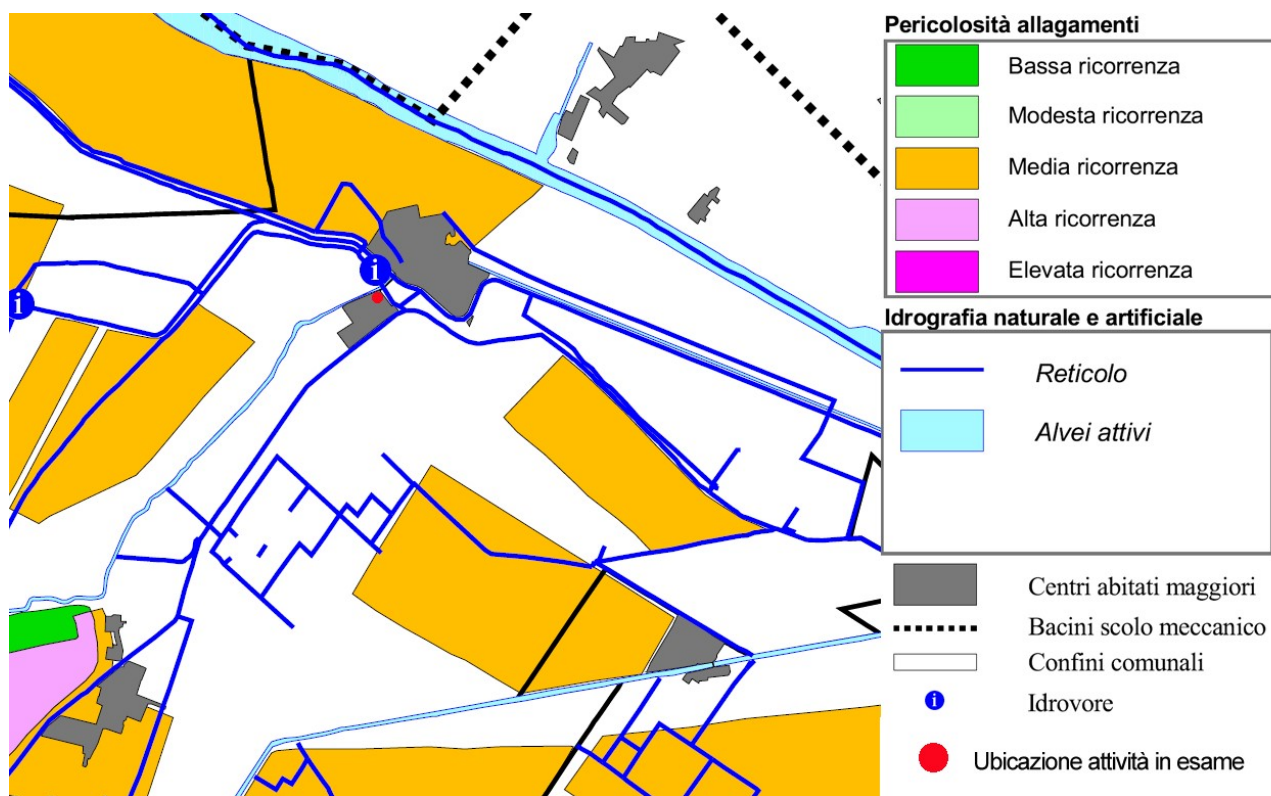 Pericolosità allagamenti
Bassa ricorrenza
Modesta ricorrenza
Media ricorrenza
Alta ricorrenza
Elevata ricorrenza
Idrografia naturale e artificiale
Reticolo
Alvei attivi
Centri abitati maggiori
Bacini scolo meccanico
Confini comunali
i
Idrovore
Ubicazione attività in esame
i
i